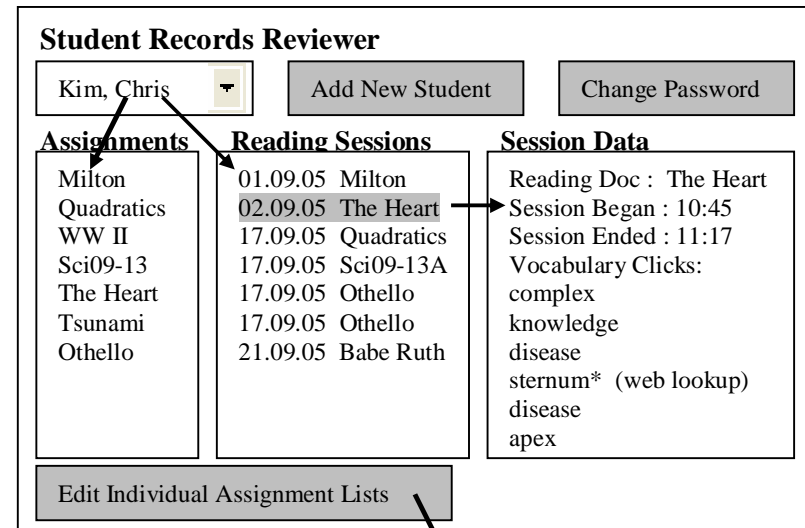 Student Records Reviewer
Kim, Chris
Add New Student
Change Password
Assignments
Milton
Quadratics
WW II
Sci09-13
The Heart
Tsunami
Othello
Reading Sessions
01.09.05 Milton
02.09.05 The Heart
17.09.05 Quadratics
17.09.05 Sci09-13A
17.09.05 Othello
17.09.05 Othello
21.09.05 Babe Ruth
Session Data
Reading Doc : The Heart
Session Began : 10:45
Session Ended : 11:17
Vocabulary Clicks:
complex
knowledge
disease
sternum* (web lookup)
disease
apex
Edit Individual Assignment Lists